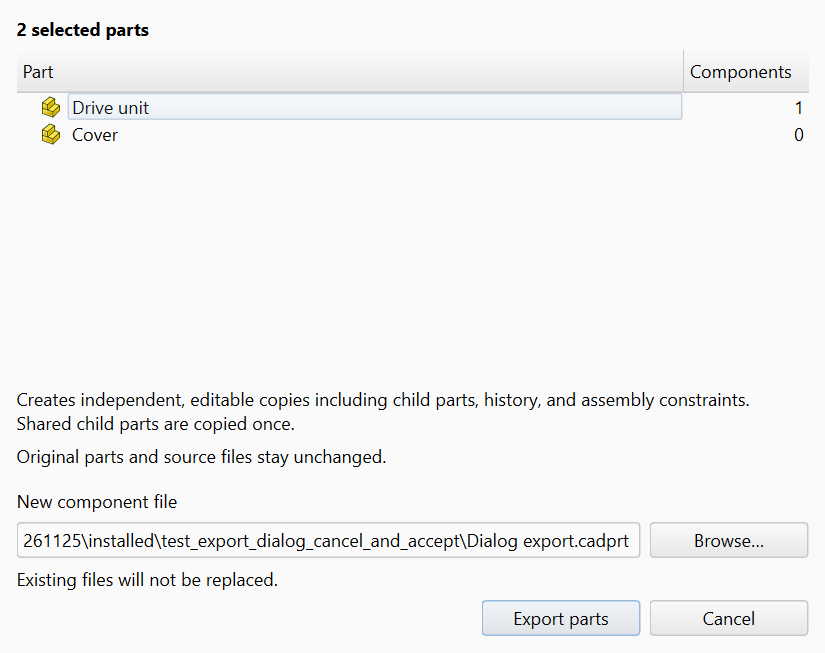 2 selected parts
Part Components
Drive unit 1
Cover 0
Creates independent, editable copies including child parts, history, and assembly constraints.
Shared child parts are copied once.
Original parts and source files stay unchanged.
New component file
261125\installed\test_export_dialog_cancel_and_accept\Dialog export.cadprt Browse...
Existing files will not be replaced.
Export parts Cancel